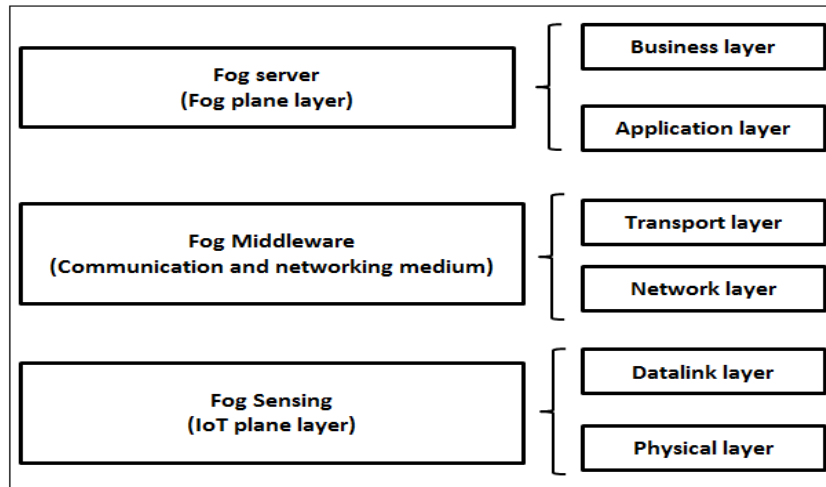 Fog server
(Fog plane layer)
Business layer
Application layer
Fog Middleware
(Communication and networking medium)
Transport layer
Network layer
Fog Sensing
(IoT plane layer)
Datalink layer
Physical layer